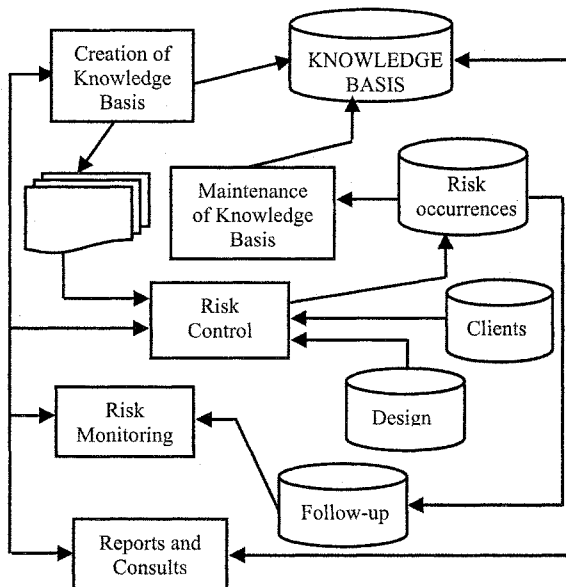 Creation of
Knowledge
Basis
KNOWLEDGE
BASIS
Maintenance
of Knowledge
Basis
Risk
occurrences
Risk
Control
Clients
Design
Risk
Monitoring
Follow-up
Reports and
Consults